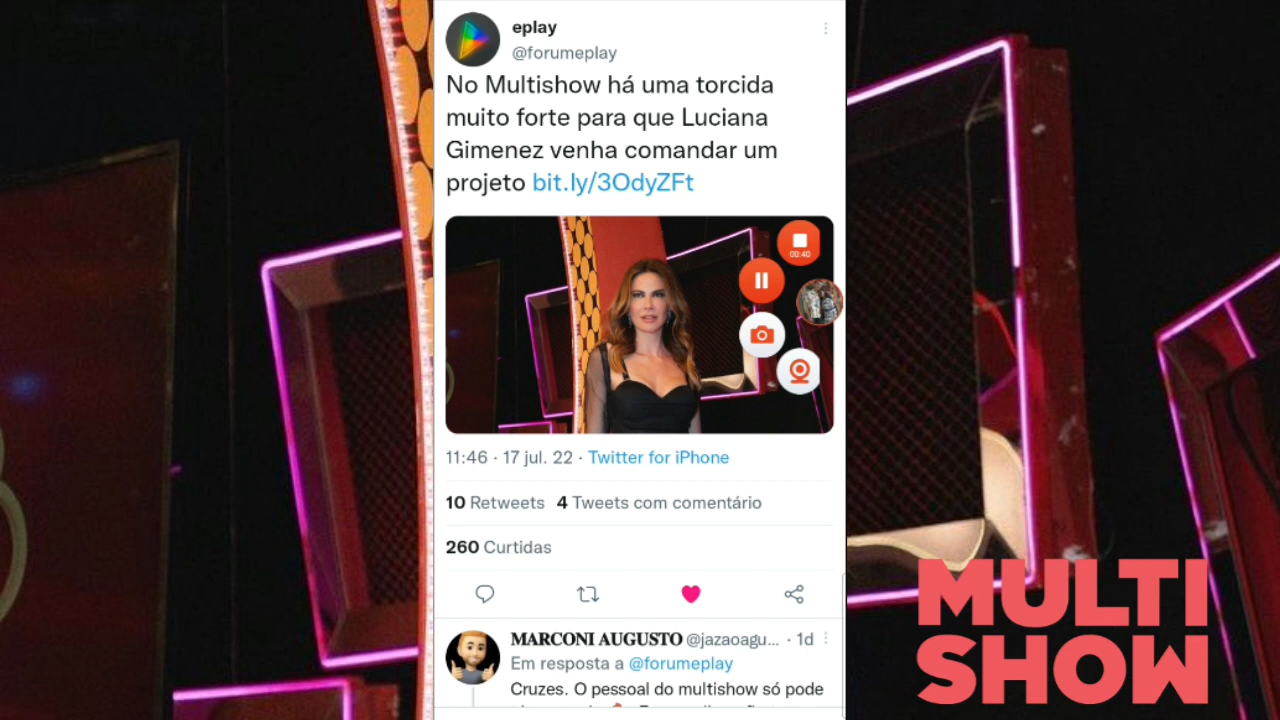 eplay
@forumeplay
No Multishow há uma torcida
muito forte para que Luciana
Gimenez venha comandar um
projeto bit.ly/3OdyZFt
00:40
11:46 · 17 jul. 22 · Twitter for iPhone
10 Retweets 4 Tweets com comentário
260 Curtidas
MARCONI AUGUSTO @jazaoagu... · 1d
Em resposta a @forumeplay
Cruzes. O pessoal do multishow só pode
MULTI
SHOW